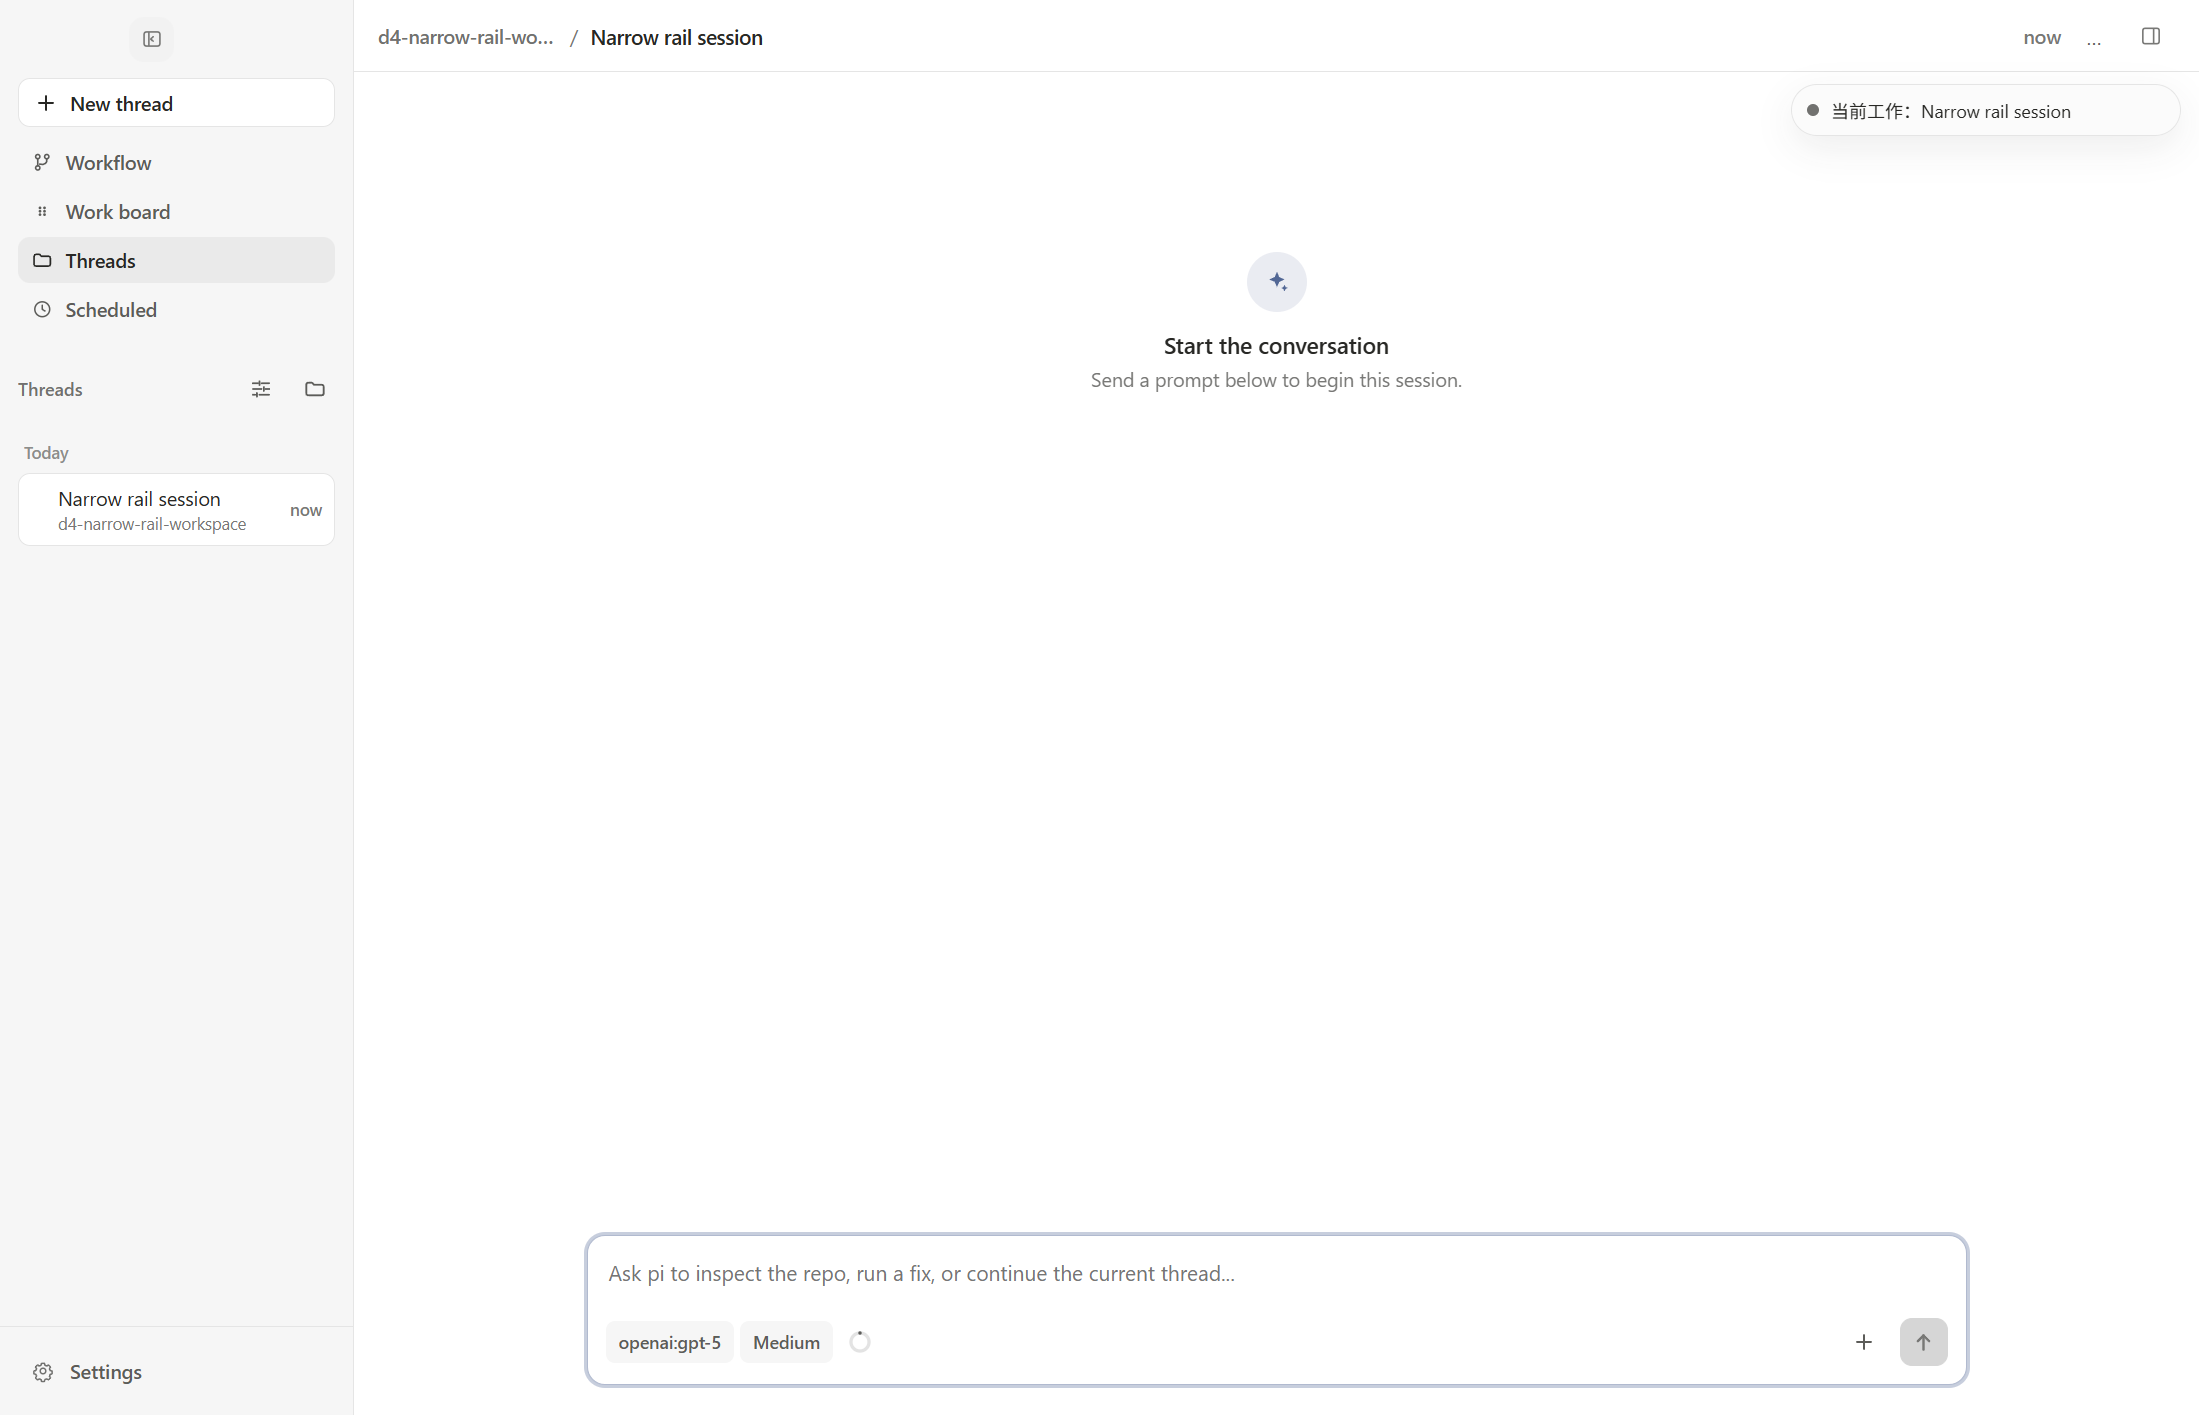 New thread
Workflow
Work board
Threads
Scheduled
Threads
Today
Narrow rail session
d4-narrow-rail-workspace
now
Settings
d4-narrow-rail-wo... / Narrow rail session
now ...
当前工作：Narrow rail session
Start the conversation
Send a prompt below to begin this session.
Ask pi to inspect the repo, run a fix, or continue the current thread...
openai:gpt-5 Medium